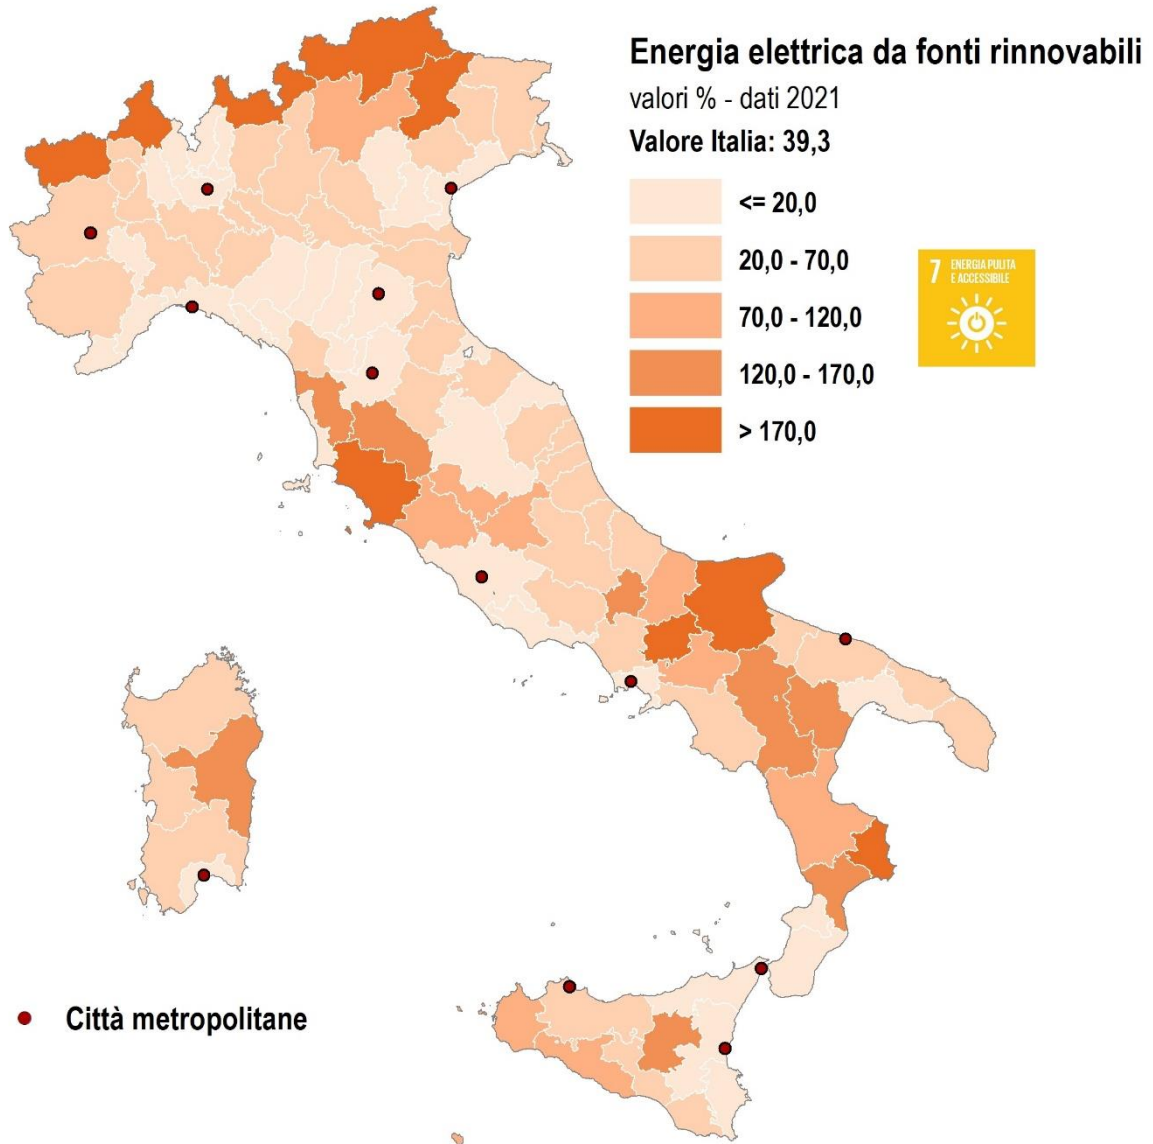 Energia elettrica da fonti rinnovabili
valori % - dati 2021
Valore Italia: 39,3
<= 20,0
20,0 - 70,0
70,0 - 120,0
120,0 - 170,0
> 170,0
7 ENERGIA PULITA
E ACCESSIBILE
Città metropolitane